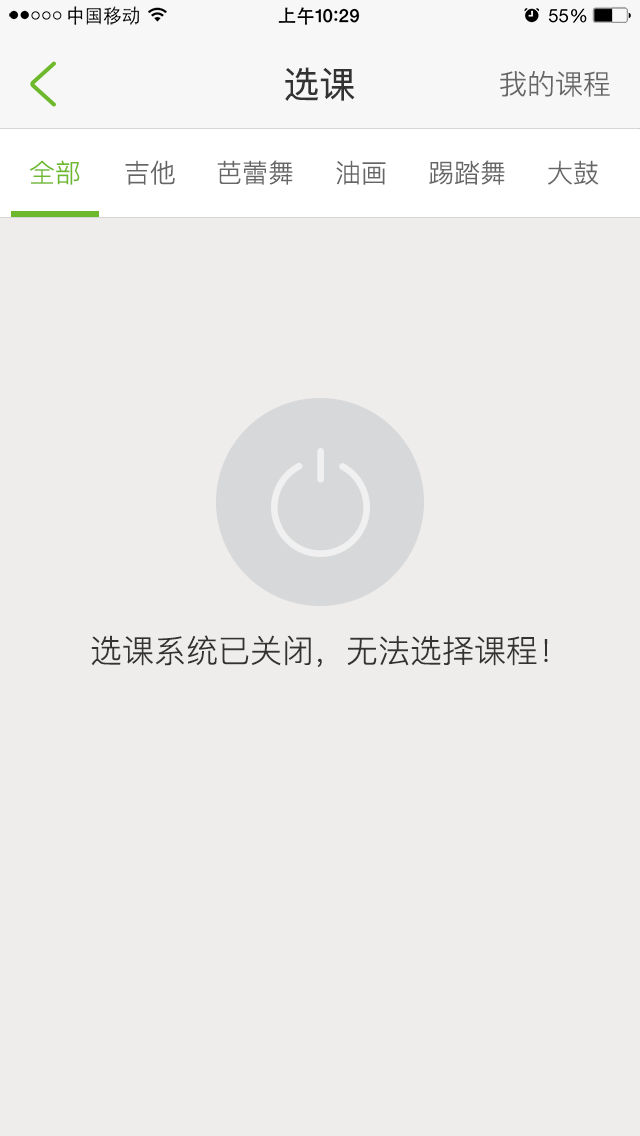 中国移动 上午10:29 55%
选课 我的课程
全部 吉他 芭蕾舞 油画 踢踏舞 大鼓
选课系统已关闭，无法选择课程！